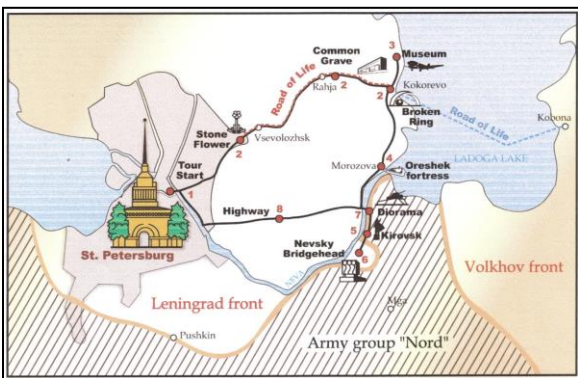 3
Museum
Common
Grave
2
Rahja
2
Kokorevo
Road of Life
Broken
Ring
Road of Life
Kobona
Stone
Flower
2
Vsevolozhsk
LADOGA LAKE
Tour
Start
1
Morozova
4
Oreshek
fortress
Highway
8
7
Diorama
5
Kirovsk
St. Petersburg
Nevsky
Bridgehead
6
NEVA
Volkhov front
Leningrad front
Mga
Pushkin
Army group "Nord"